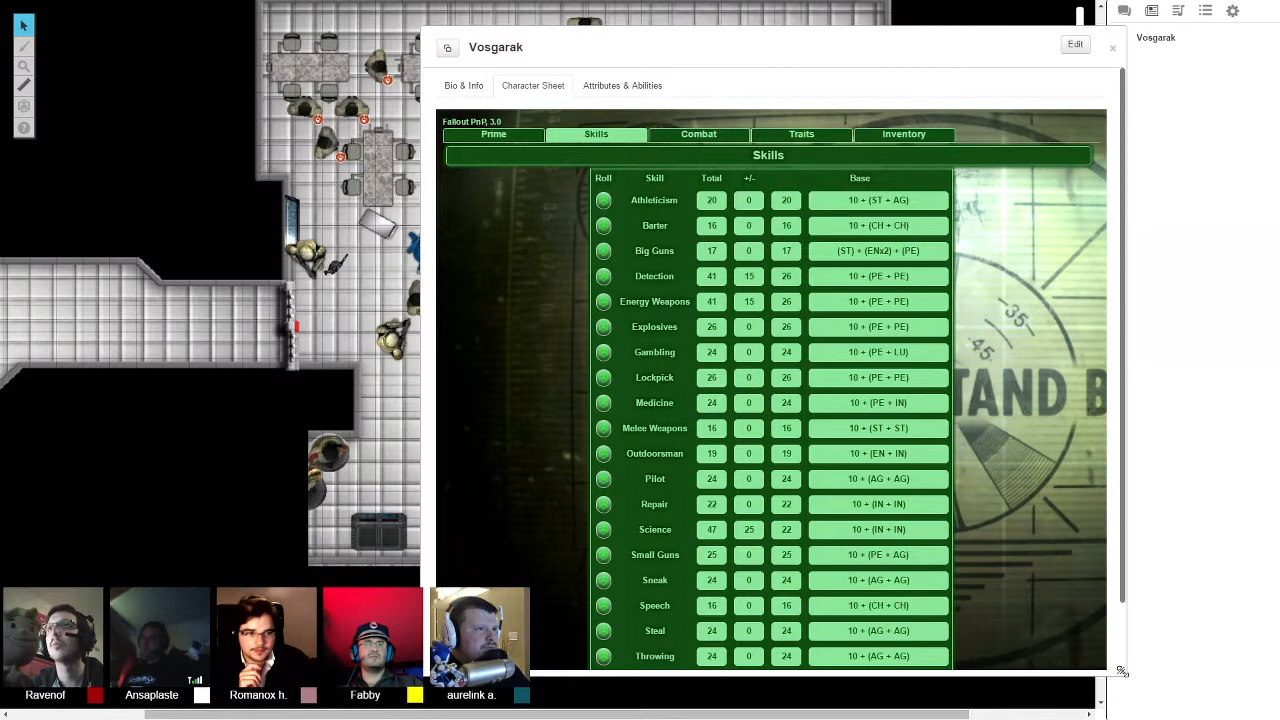 Vosgarak
Edit
×
Vosgarak
Bio & Info
Character Sheet
Attributes & Abilities
Fallout PnP, 3.0
Prime
Skills
Combat
Traits
Inventory
Skills
Roll Skill Total +/- Base
Athleticism 20 0 20 10 + (ST + AG)
Barter 16 0 16 10 + (CH + CH)
Big Guns 17 0 17 (ST) + (ENx2) + (PE)
Detection 41 15 26 10 + (PE + PE)
Energy Weapons 41 15 26 10 + (PE + PE)
Explosives 26 0 26 10 + (PE + PE)
Gambling 24 0 24 10 + (PE + LU)
Lockpick 26 0 26 10 + (PE + PE)
Medicine 24 0 24 10 + (PE + IN)
Melee Weapons 16 0 16 10 + (ST + ST)
Outdoorsman 19 0 19 10 + (EN + IN)
Pilot 24 0 24 10 + (AG + AG)
Repair 22 0 22 10 + (IN + IN)
Science 47 25 22 10 + (IN + IN)
Small Guns 25 0 25 10 + (PE + AG)
Sneak 24 0 24 10 + (AG + AG)
Speech 16 0 16 10 + (CH + CH)
Steal 24 0 24 10 + (AG + AG)
Throwing 24 0 24 10 + (AG + AG)
-35-
45-
TAND B
Ravenof
Ansaplaste
Romanox h.
Fabby
aurelink a.